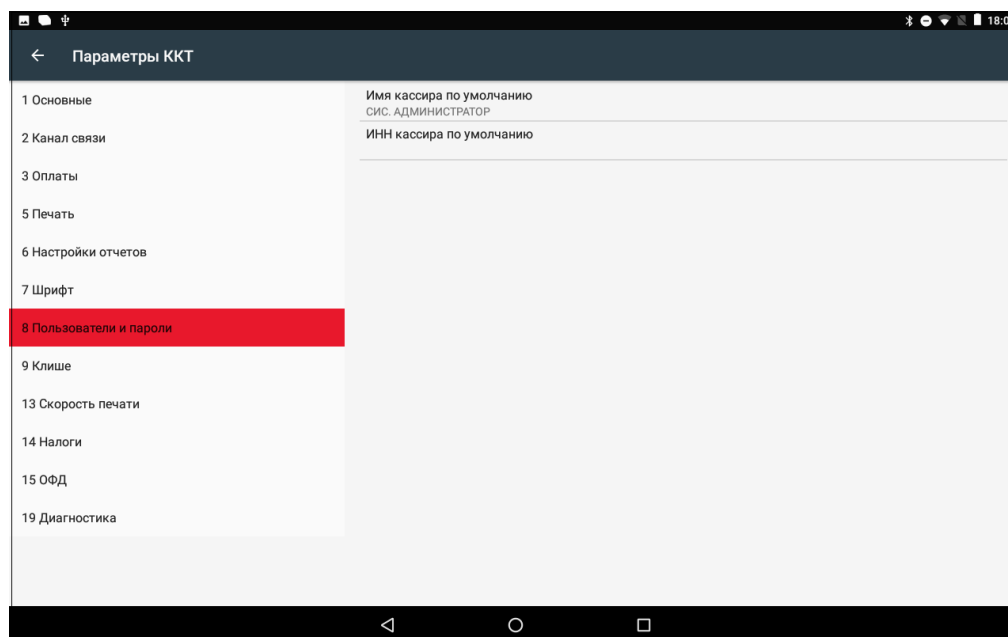 18:0
Параметры ККТ
1 Основные
2 Канал связи
3 Оплаты
5 Печать
6 Настройки отчетов
7 Шрифт
8 Пользователи и пароли
9 Клише
13 Скорость печати
14 Налоги
15 ОФД
19 Диагностика
Имя кассира по умолчанию
СИС. АДМИНИСТРАТОР
ИНН кассира по умолчанию